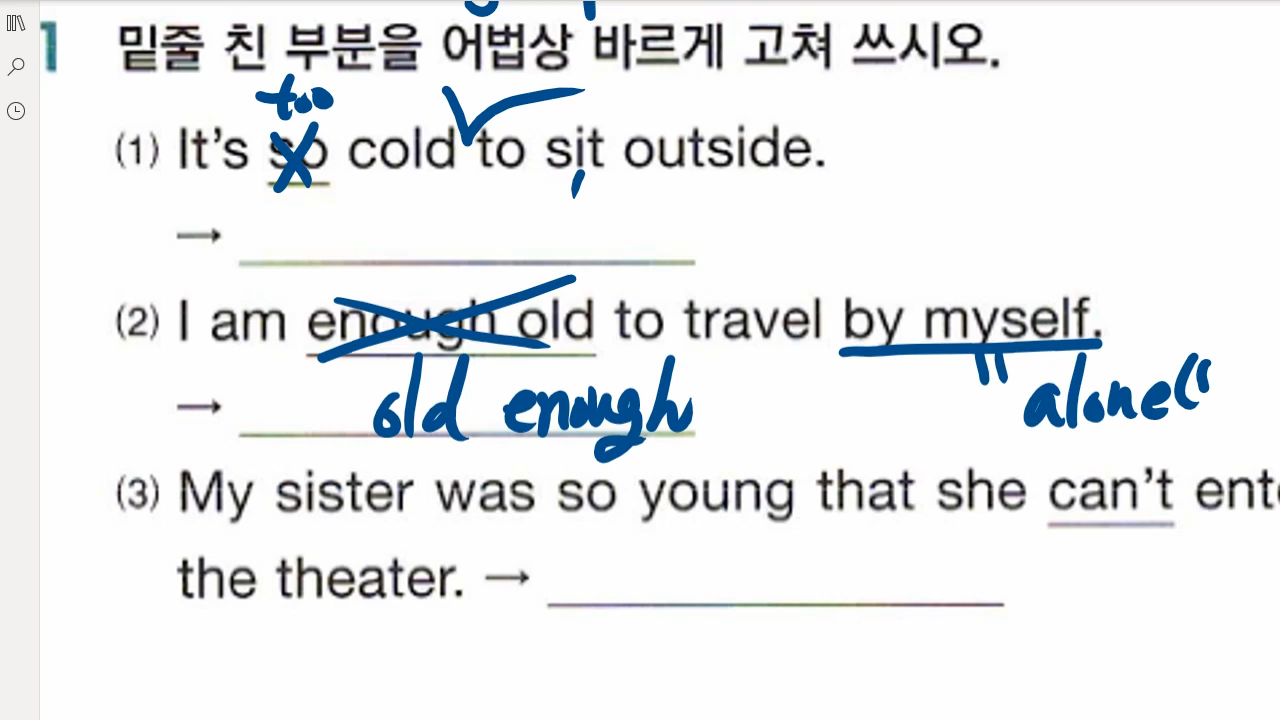 1 밑줄 친 부분을 어법상 바르게 고쳐 쓰시오.
too
(1) It's so cold to sit outside.
→
(2) I am enough old to travel by myself.
→ old enough "alone"
(3) My sister was so young that she can't ente
the theater. →